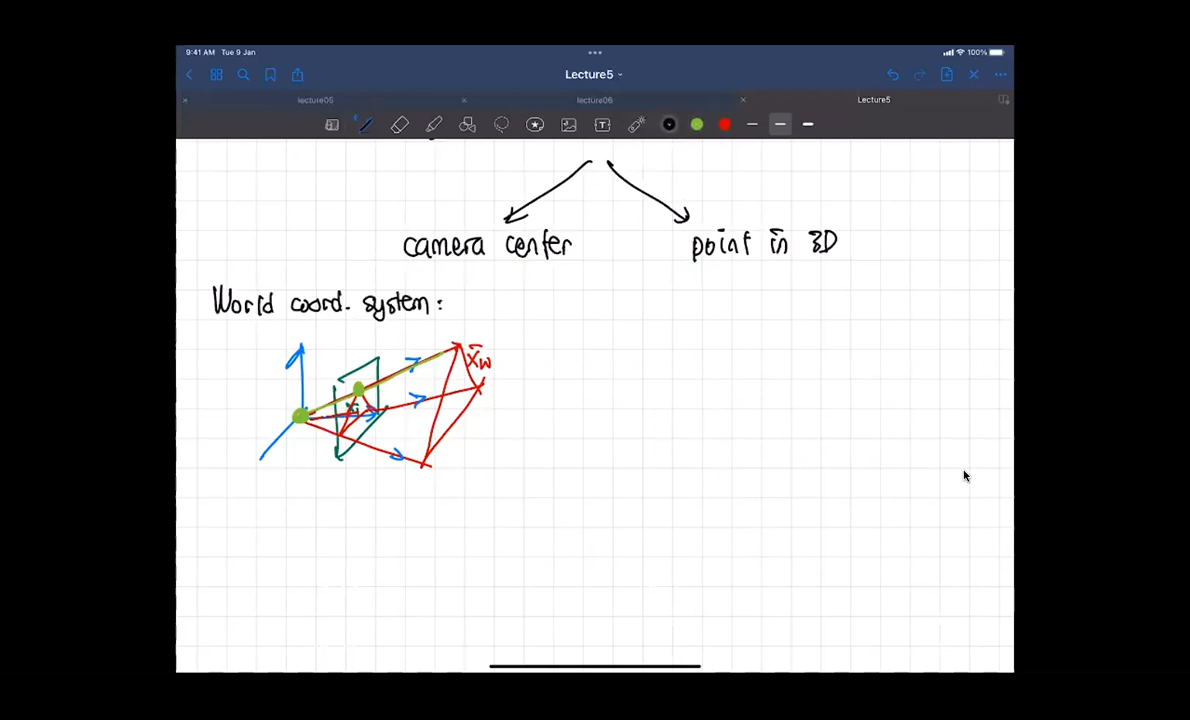 9:41 AM Tue 9 Jan
100%
Lecture5
lecture05
lecture06
Lecture5
camera center
point in 3D
World coord. system:
X̄w